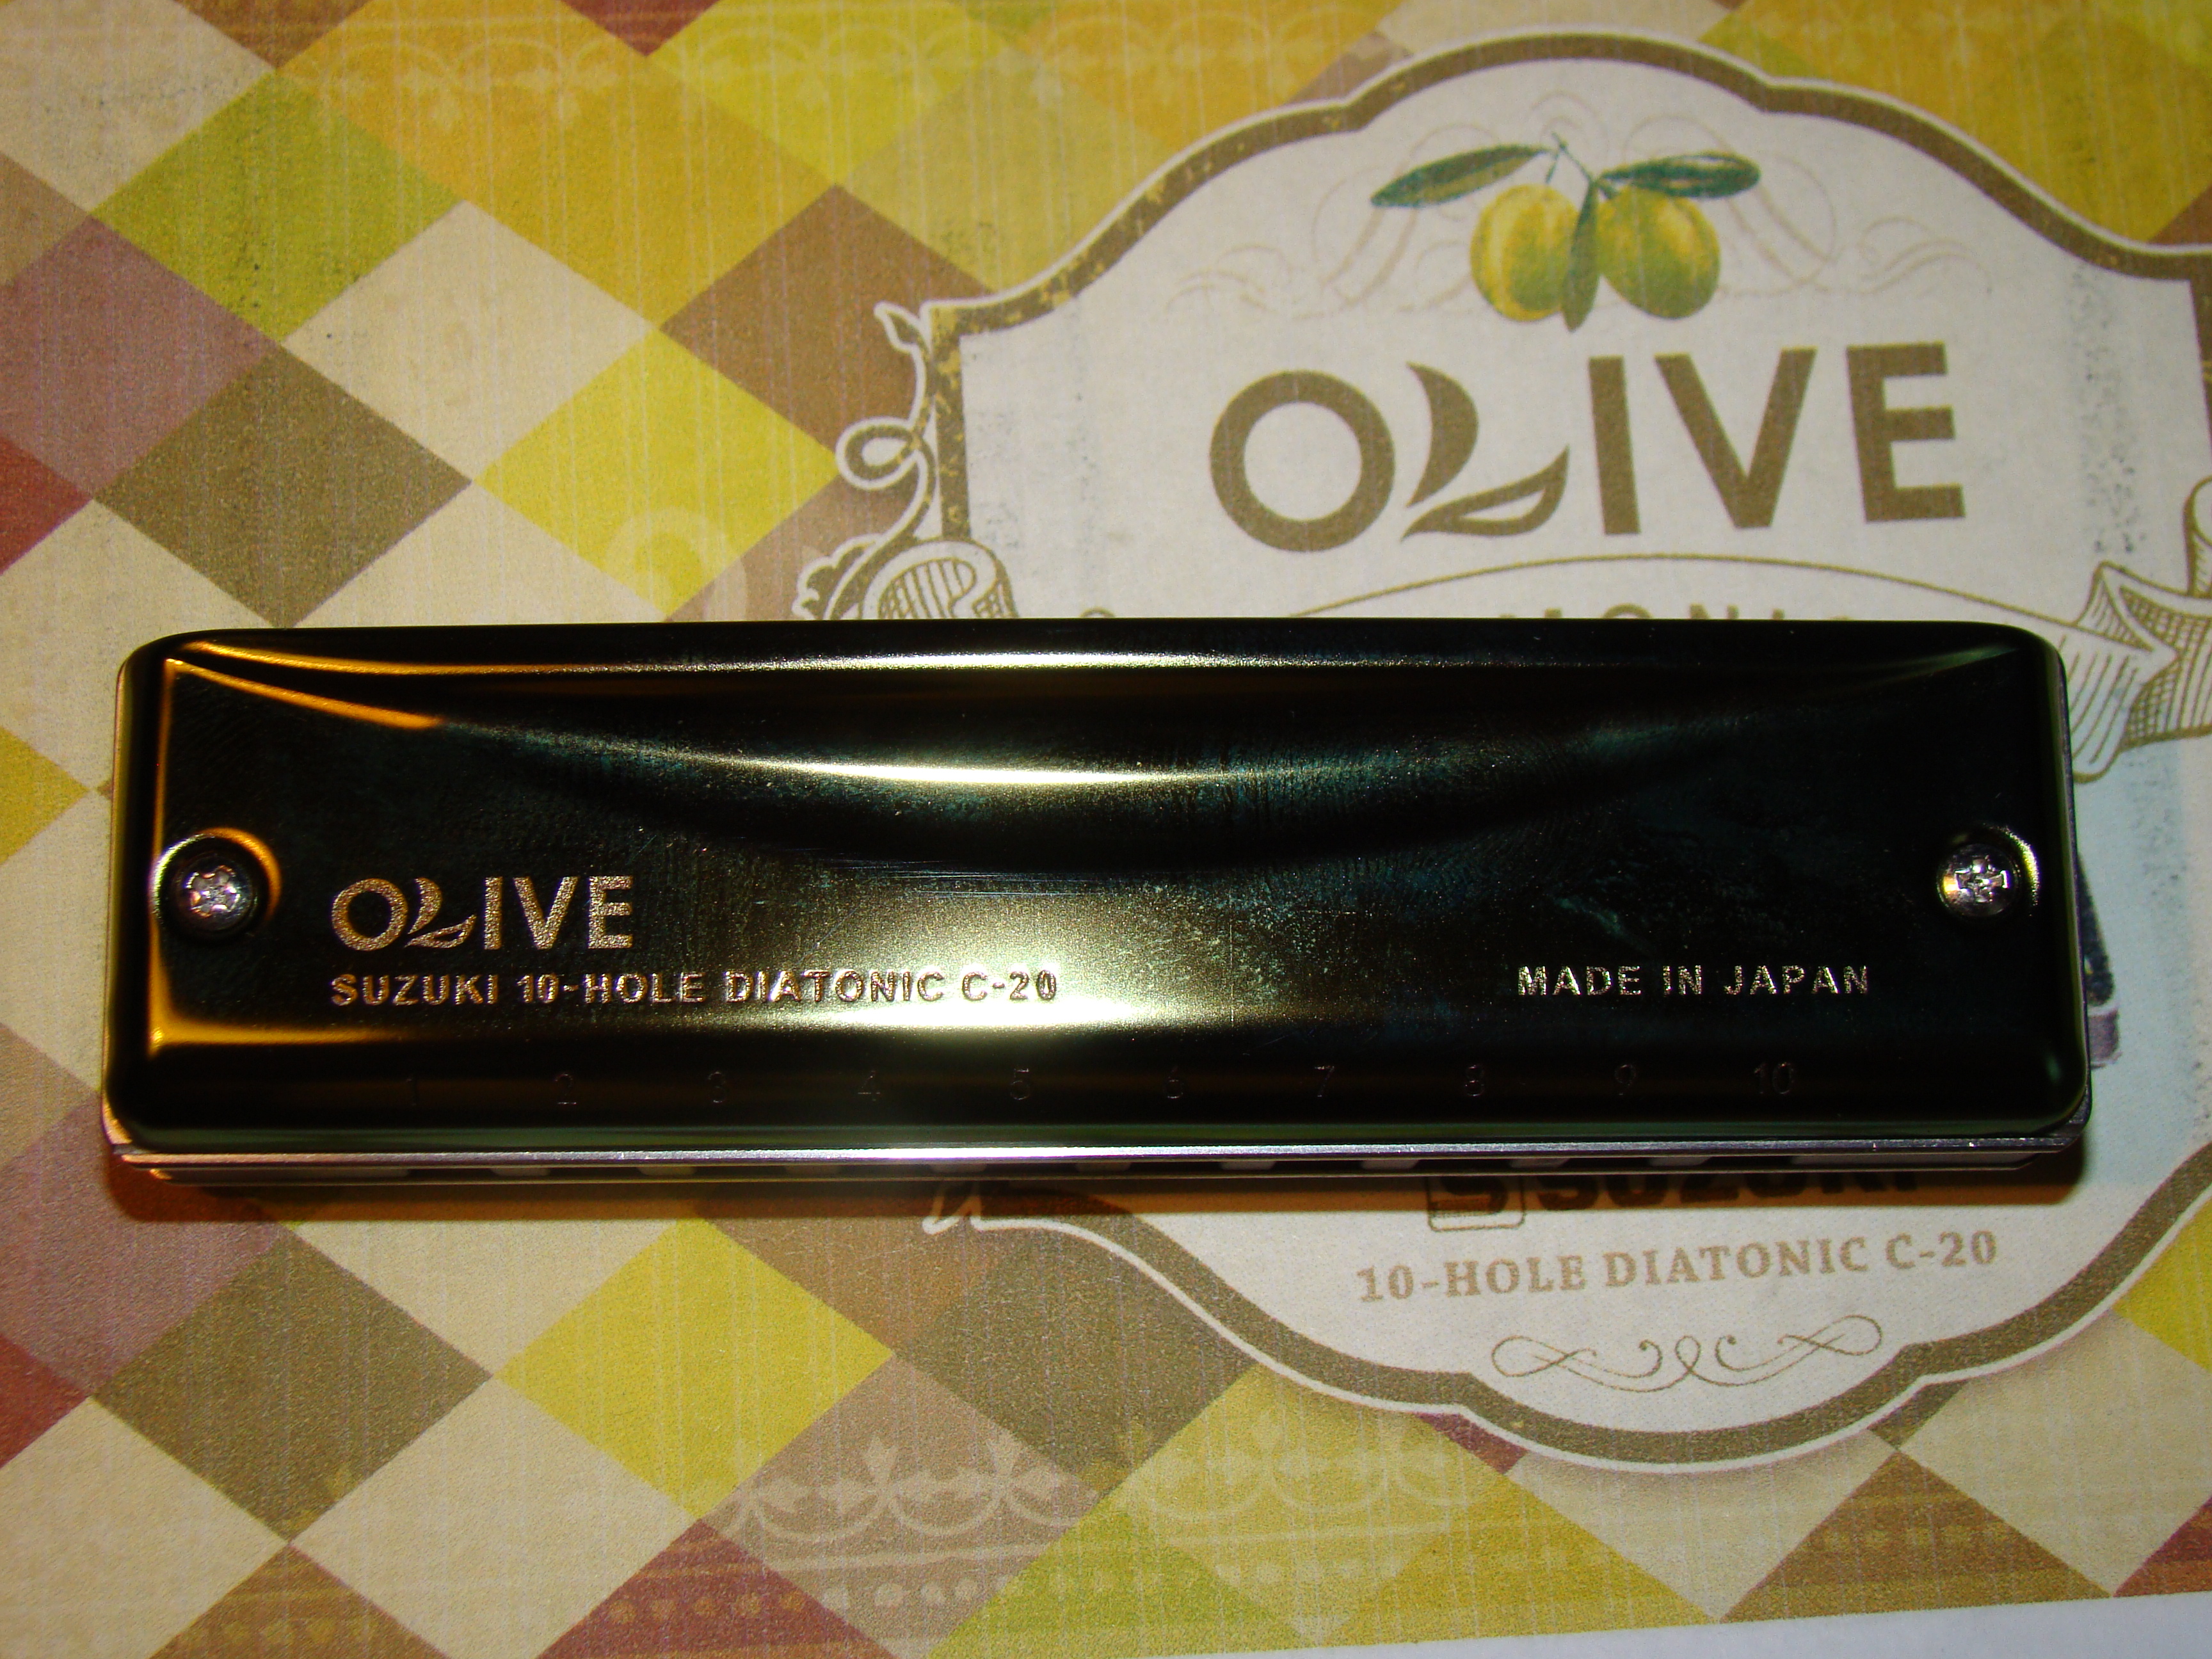 OLIVE
OLIVE
SUZUKI 10-HOLE DIATONIC C-20
MADE IN JAPAN
1 2 3 4 5 6 7 8 9 10
SUZUKI
10-HOLE DIATONIC C-20